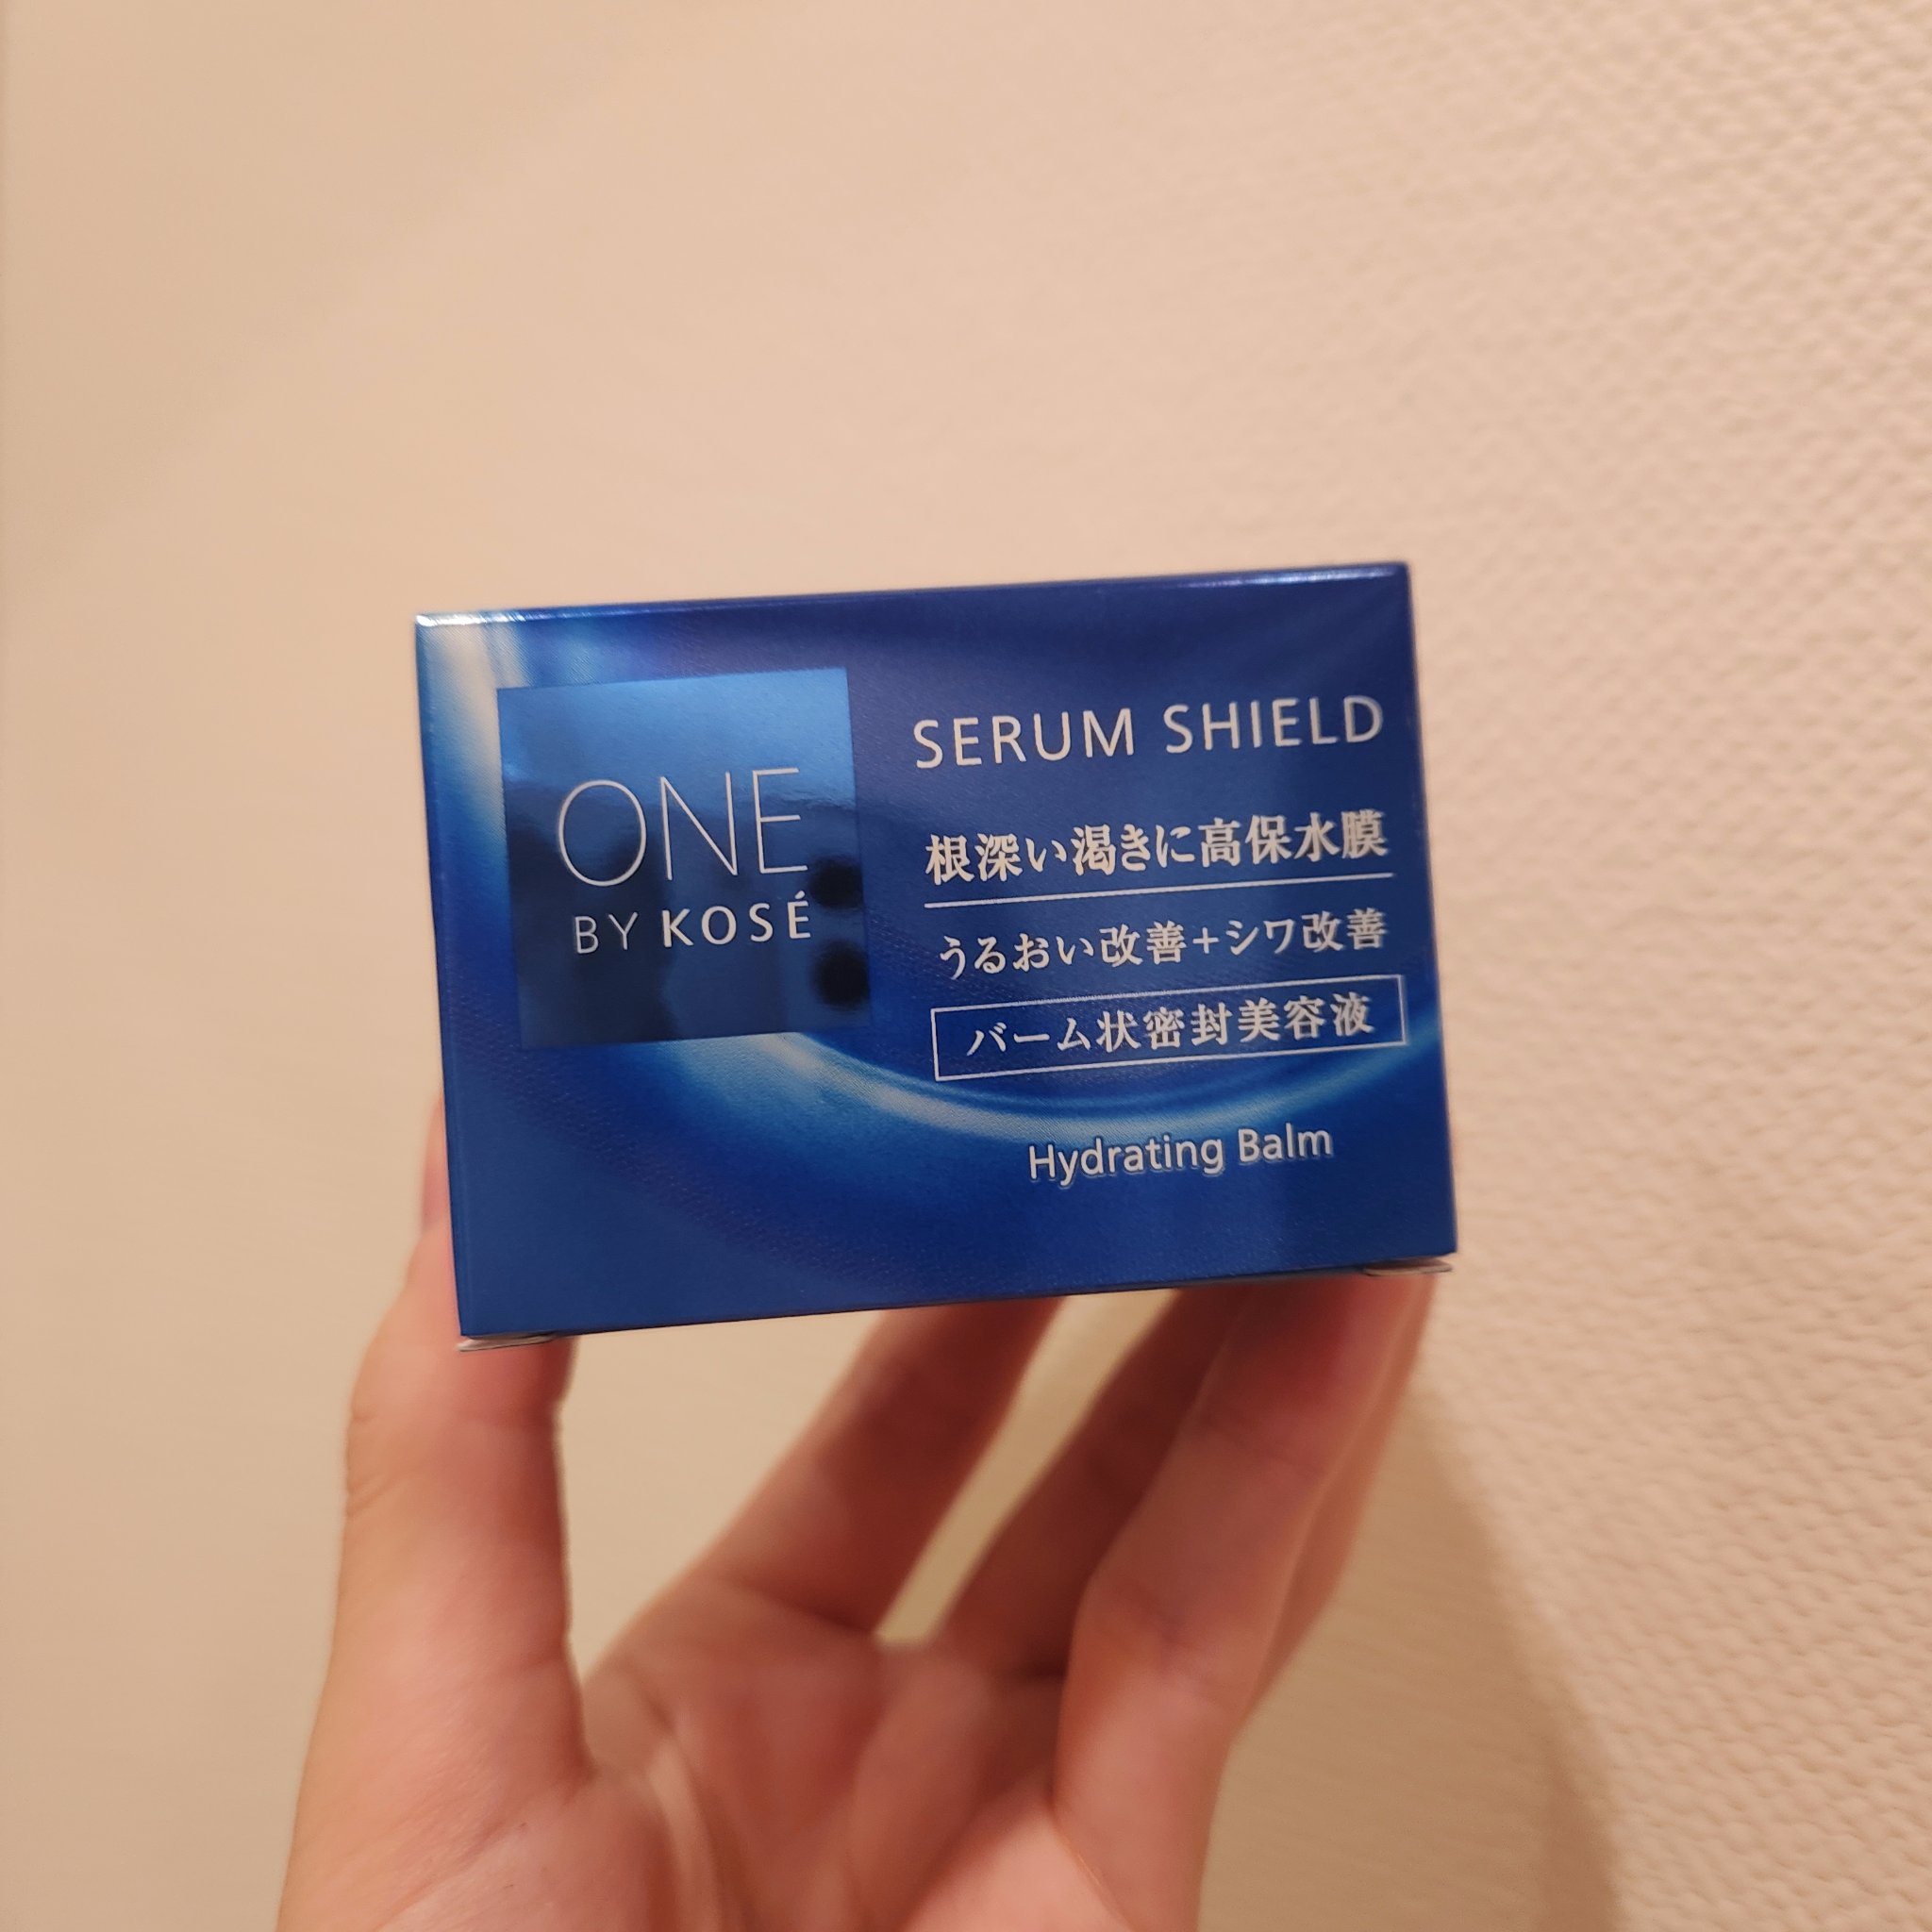 ONE
BY KOSÉ
SERUM SHIELD
根深い渇きに高保水膜
うるおい改善+シワ改善
バーム状密封美容液
Hydrating Balm